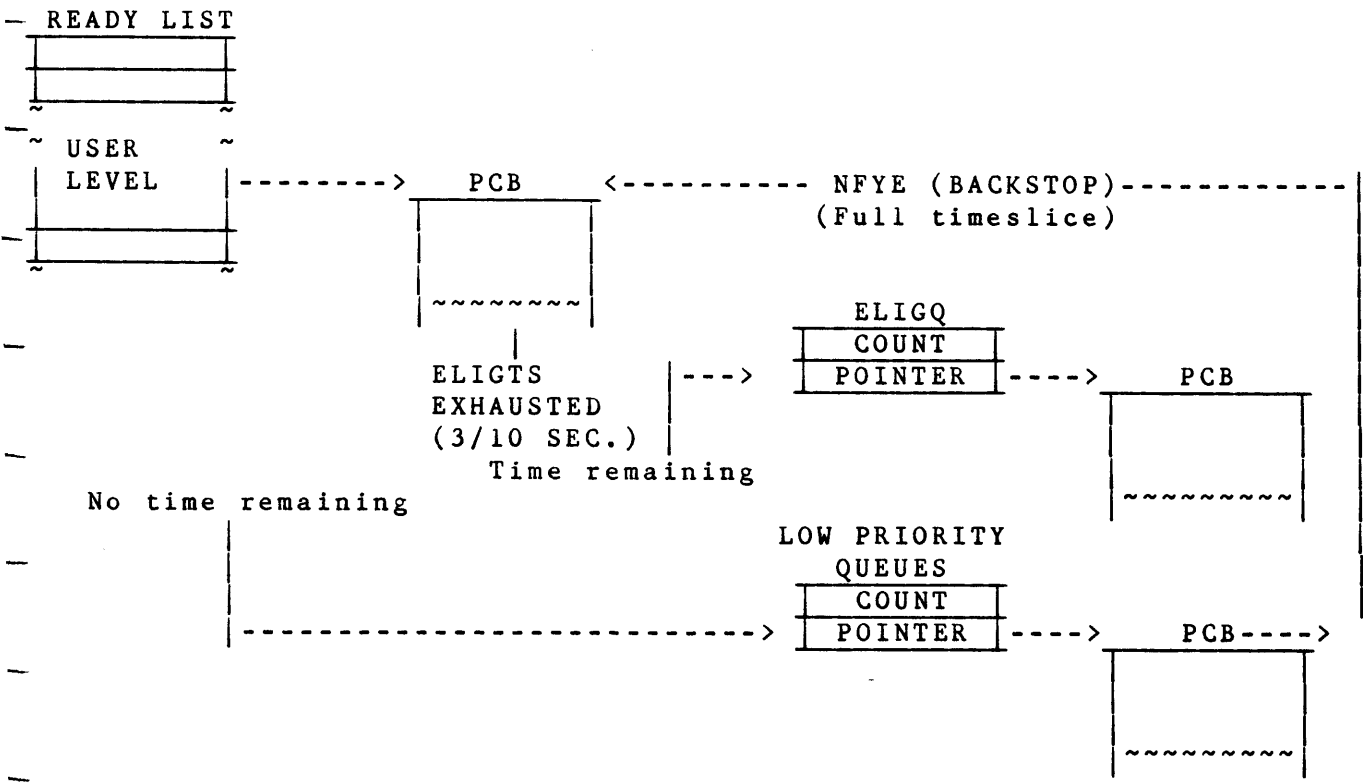 READY LIST
USER
LEVEL
PCB
NFYE (BACKSTOP)
(Full timeslice)
ELIGQ
COUNT
POINTER
PCB
ELIGTS
EXHAUSTED
(3/10 SEC.)
Time remaining
No time remaining
LOW PRIORITY
QUEUES
COUNT
POINTER
PCB